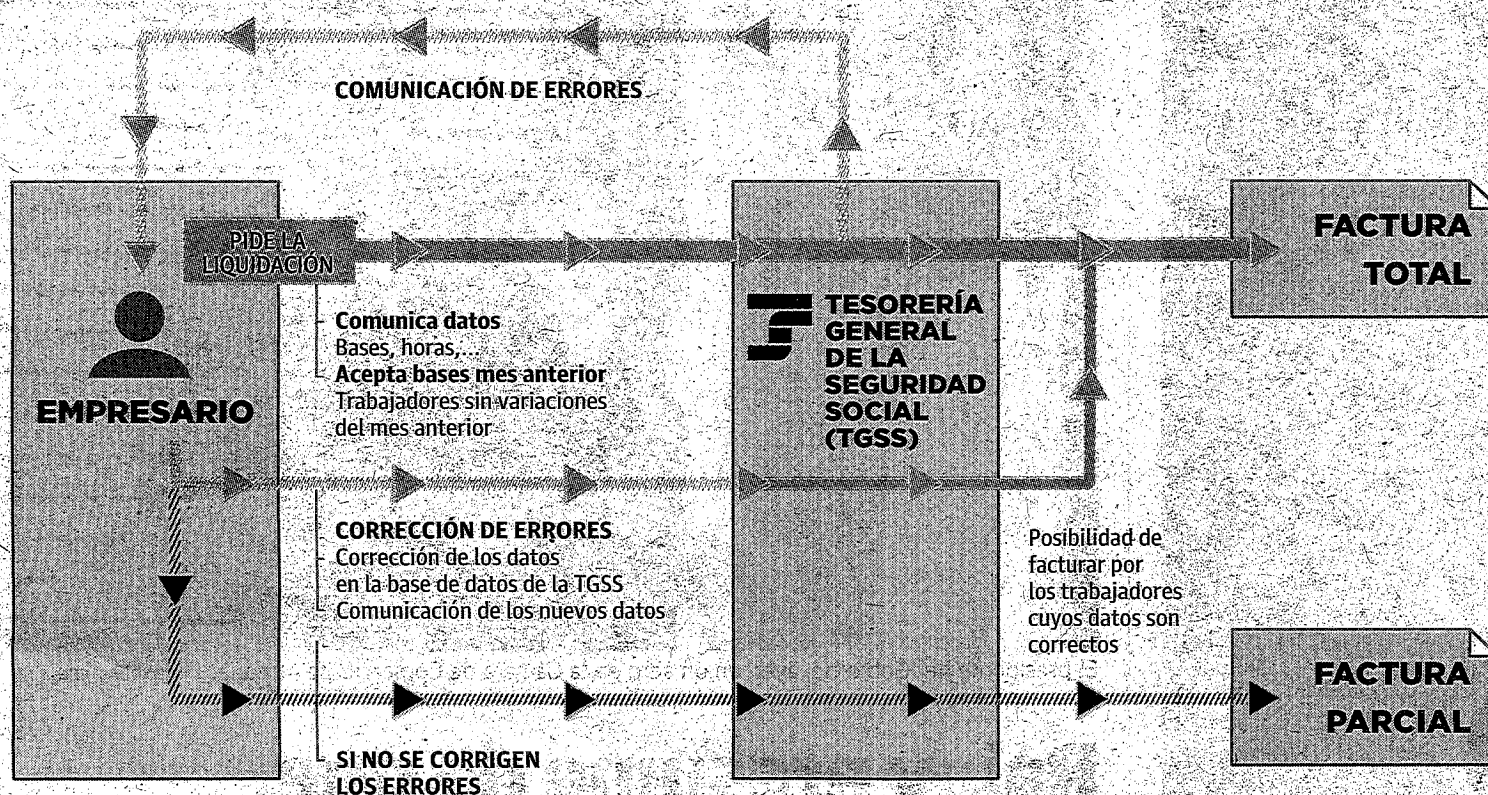 COMUNICACIÓN DE ERRORES
PIDE LA
LIQUIDACIÓN
EMPRESARIO
Comunica datos
Bases, horas,...
Acepta bases mes anterior
Trabajadores sin variaciones
del mes anterior
TESORERÍA
GENERAL
DE LA
SEGURIDAD
SOCIAL
(TGSS)
FACTURA
TOTAL
CORRECCIÓN DE ERRORES
Corrección de los datos
en la base de datos de la TGSS
Comunicación de los nuevos datos
Posibilidad de
facturar por
los trabajadores
cuyos datos son
correctos
SI NO SE CORRIGEN
LOS ERRORES
FACTURA
PARCIAL